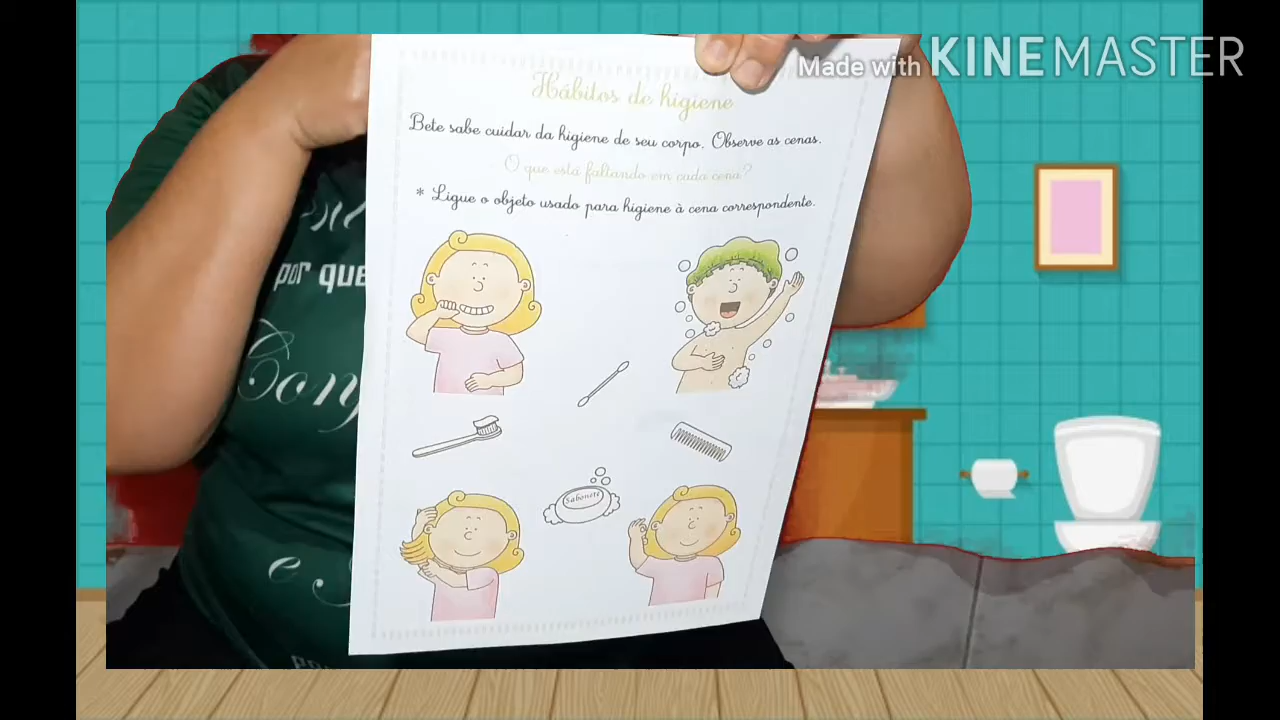 Made with KINEMASTER
Hábitos de higiene
Bete sabe cuidar da higiene de seu corpo. Observe as cenas.
O que está faltando em cada cena?
* Ligue o objeto usado para higiene à cena correspondente.
Sabonete
por que
e